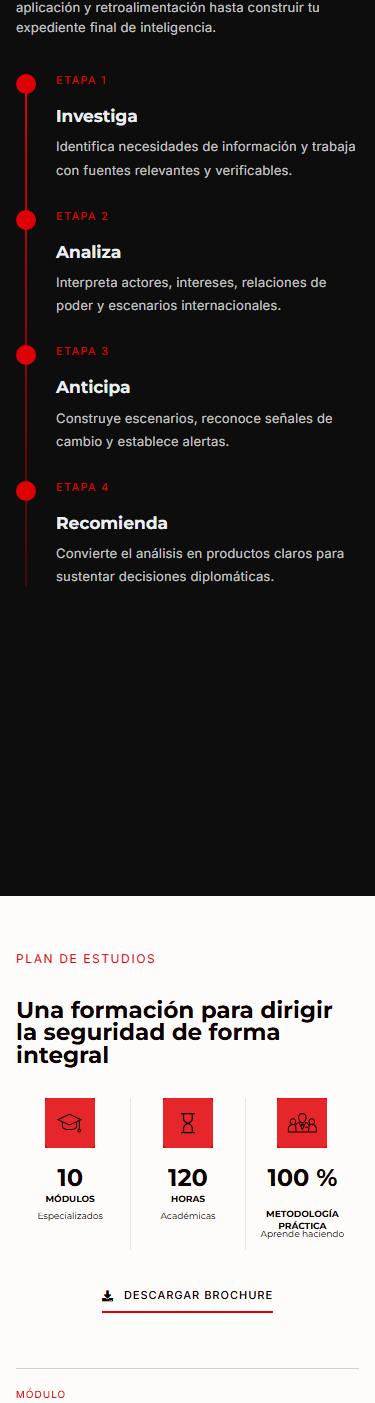 aplicación y retroalimentación hasta construir tu
expediente final de inteligencia.
ETAPA 1
Investiga
Identifica necesidades de información y trabaja
con fuentes relevantes y verificables.
ETAPA 2
Analiza
Interpreta actores, intereses, relaciones de
poder y escenarios internacionales.
ETAPA 3
Anticipa
Construye escenarios, reconoce señales de
cambio y establece alertas.
ETAPA 4
Recomienda
Convierte el análisis en productos claros para
sustentar decisiones diplomáticas.
PLAN DE ESTUDIOS
Una formación para dirigir
la seguridad de forma
integral
10
MÓDULOS
Especializados
120
HORAS
Académicas
100 %
METODOLOGÍA
PRÁCTICA
Aprende haciendo
DESCARGAR BROCHURE
MÓDULO